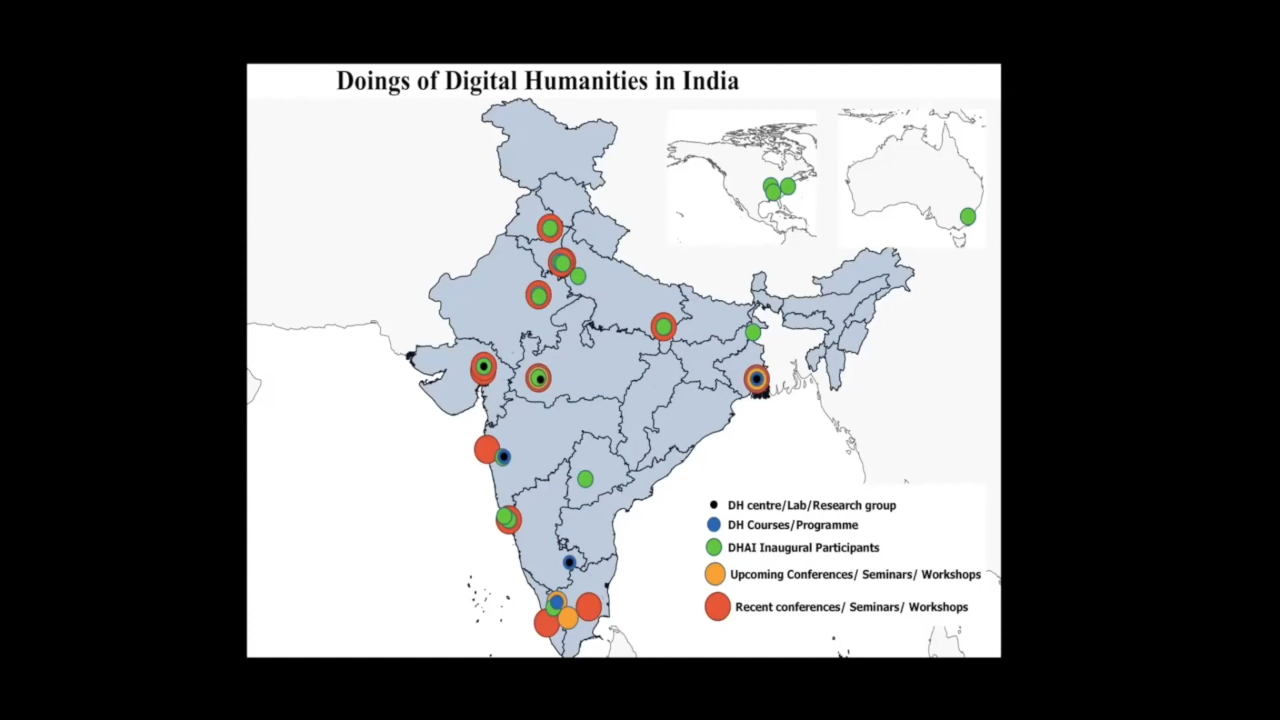 Doings of Digital Humanities in India
DH centre/Lab/Research group
DH Courses/Programme
DHAI Inaugural Participants
Upcoming Conferences/ Seminars/ Workshops
Recent conferences/ Seminars/ Workshops